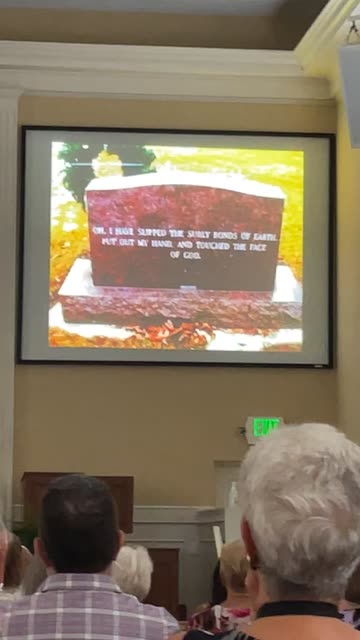 OH, I HAVE SLIPPED THE SURLY BONDS OF EARTH,
PUT OUT MY HAND, AND TOUCHED THE FACE
OF GOD.